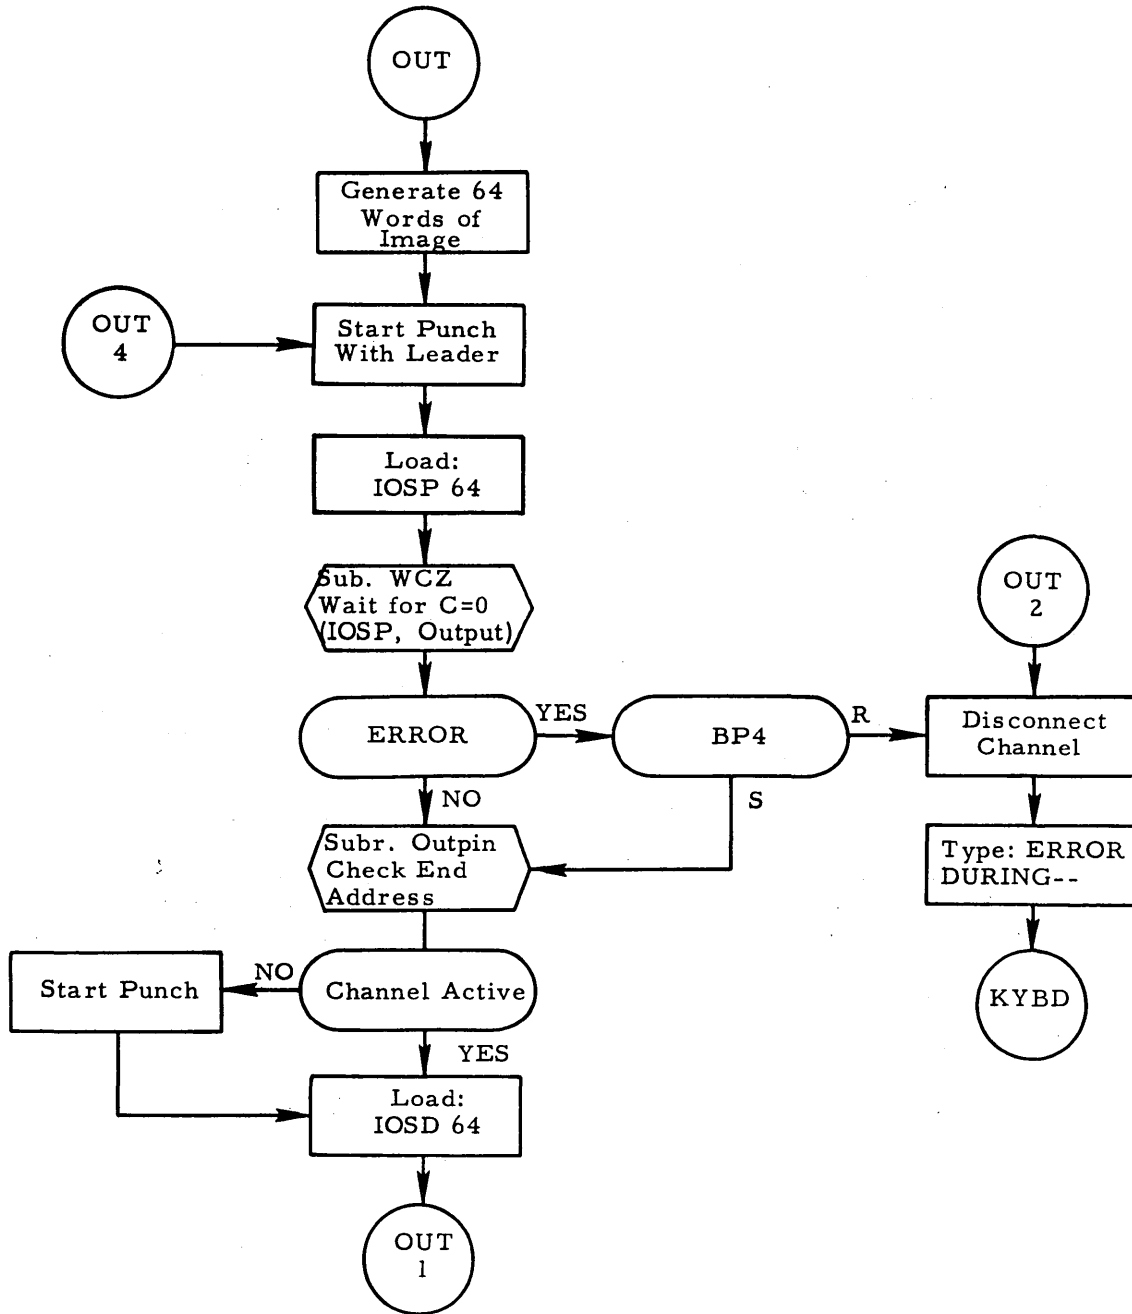 OUT
Generate 64
Words of
Image
OUT
4
Start Punch
With Leader
Load:
IOSP 64
Sub. WCZ
Wait for C=0
(IOSP, Output)
OUT
2
ERROR
YES
BP4
R
Disconnect
Channel
NO
S
Subr. Outpin
Check End
Address
Type: ERROR
DURING--
Start Punch
NO
Channel Active
KYBD
YES
Load:
IOSD 64
OUT
1